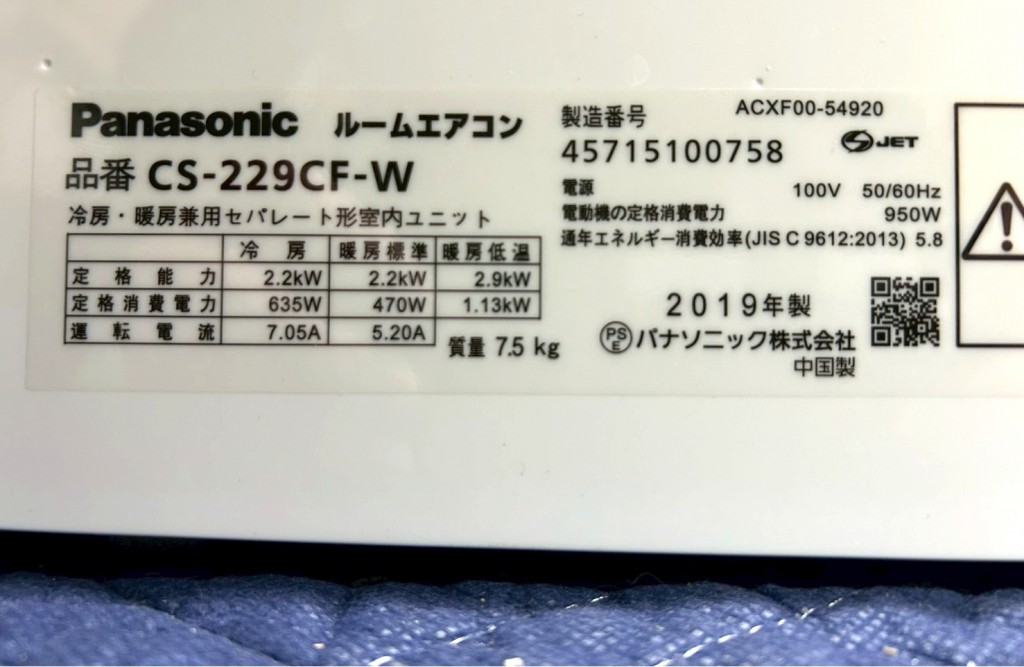 Panasonic ルームエアコン
品番 CS-229CF-W
冷房・暖房兼用セパレート形室内ユニット
冷房 暖房標準 暖房低温
定格能力 2.2kW 2.2kW 2.9kW
定格消費電力 635W 470W 1.13kW
運転電流 7.05A 5.20A
質量 7.5 kg
製造番号 ACXF00-54920
45715100758 JET
電源 100V 50/60Hz
電動機の定格消費電力 950W
通年エネルギー消費効率(JIS C 9612:2013) 5.8
2019年製
PSE パナソニック株式会社
中国製